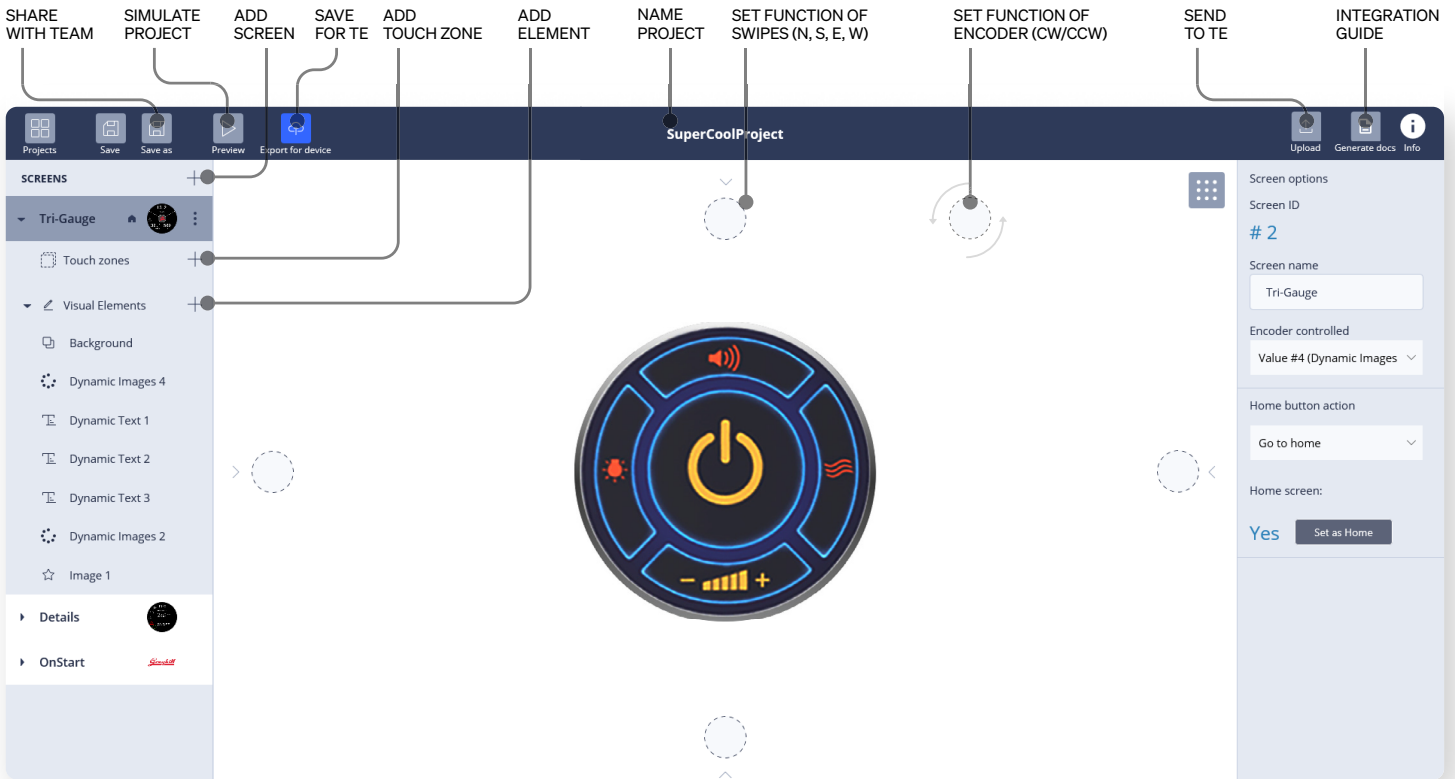 SHARE
WITH TEAM
SIMULATE
PROJECT
ADD
SCREEN
SAVE
FOR TE
ADD
TOUCH ZONE
ADD
ELEMENT
NAME
PROJECT
SET FUNCTION OF
SWIPES (N, S, E, W)
SET FUNCTION OF
ENCODER (CW/CCW)
SEND
TO TE
INTEGRATION
GUIDE
Projects
Save
Save as
Preview
Export for device
SuperCoolProject
Upload
Generate docs
Info
SCREENS
Tri-Gauge
Touch zones
Visual Elements
Background
Dynamic Images 4
Dynamic Text 1
Dynamic Text 2
Dynamic Text 3
Dynamic Images 2
Image 1
Details
OnStart
Grayhill
Screen options
Screen ID
# 2
Screen name
Tri-Gauge
Encoder controlled
Value #4 (Dynamic Images
Home button action
Go to home
Home screen:
Yes
Set as Home